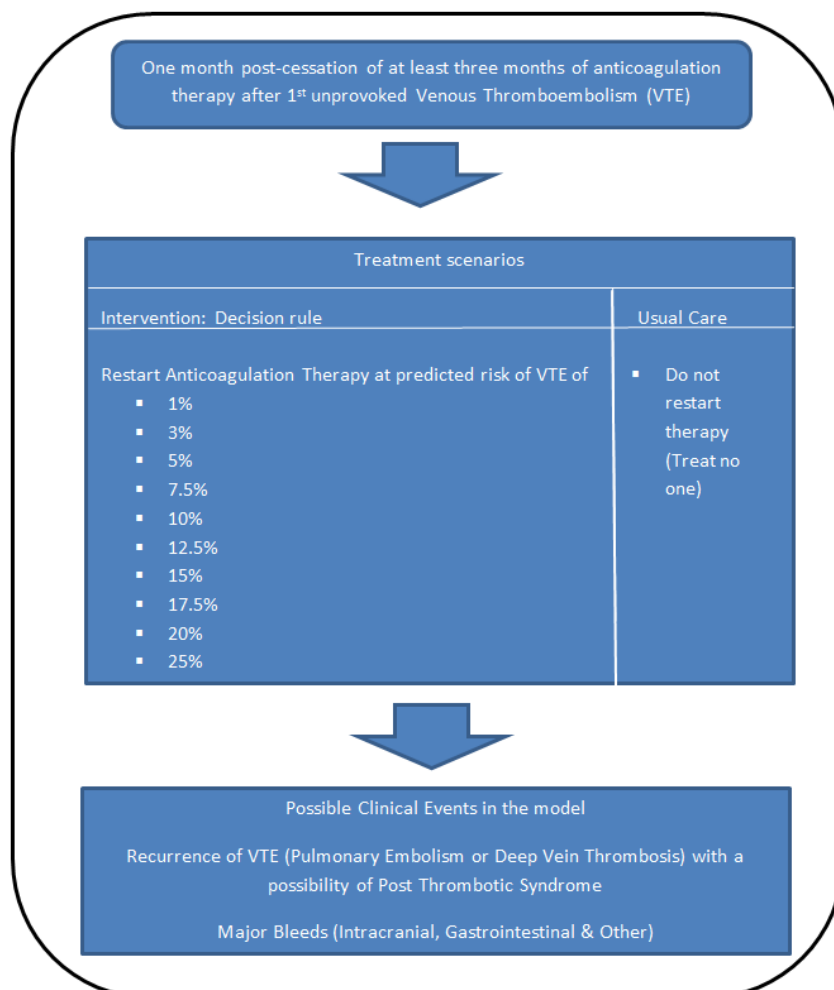 One month post-cessation of at least three months of anticoagulation
therapy after 1st unprovoked Venous Thromboembolism (VTE)
Treatment scenarios
Intervention: Decision rule
Usual Care
Restart Anticoagulation Therapy at predicted risk of VTE of
▪ 1%
▪ 3%
▪ 5%
▪ 7.5%
▪ 10%
▪ 12.5%
▪ 15%
▪ 17.5%
▪ 20%
▪ 25%
▪ Do not
restart
therapy
(Treat no
one)
Possible Clinical Events in the model
Recurrence of VTE (Pulmonary Embolism or Deep Vein Thrombosis) with a
possibility of Post Thrombotic Syndrome
Major Bleeds (Intracranial, Gastrointestinal & Other)